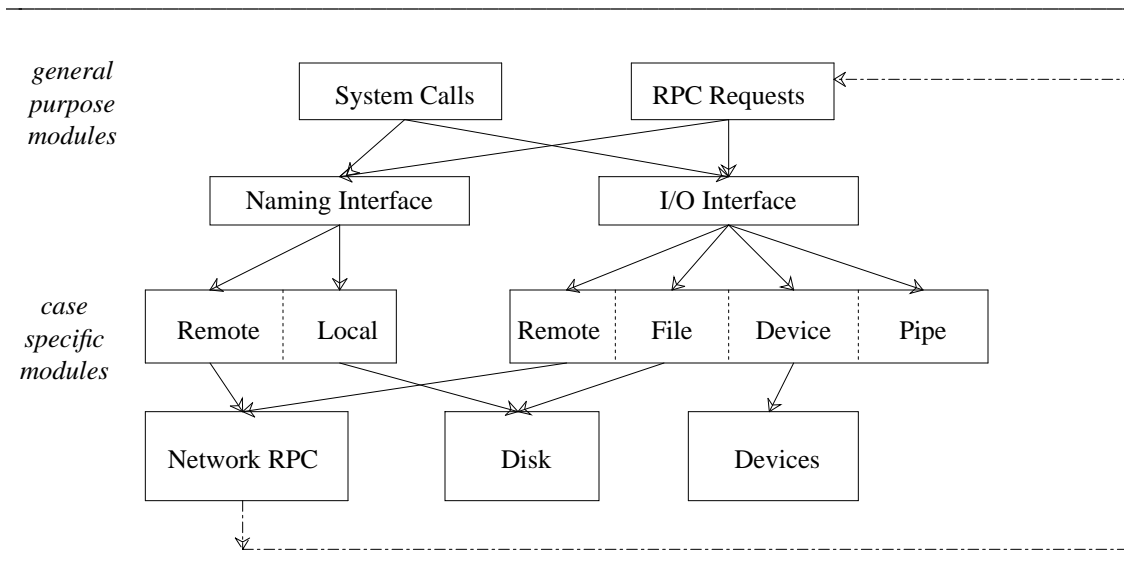 general
purpose
modules
System Calls
RPC Requests
Naming Interface
I/O Interface
case
specific
modules
Remote
Local
Remote
File
Device
Pipe
Network RPC
Disk
Devices